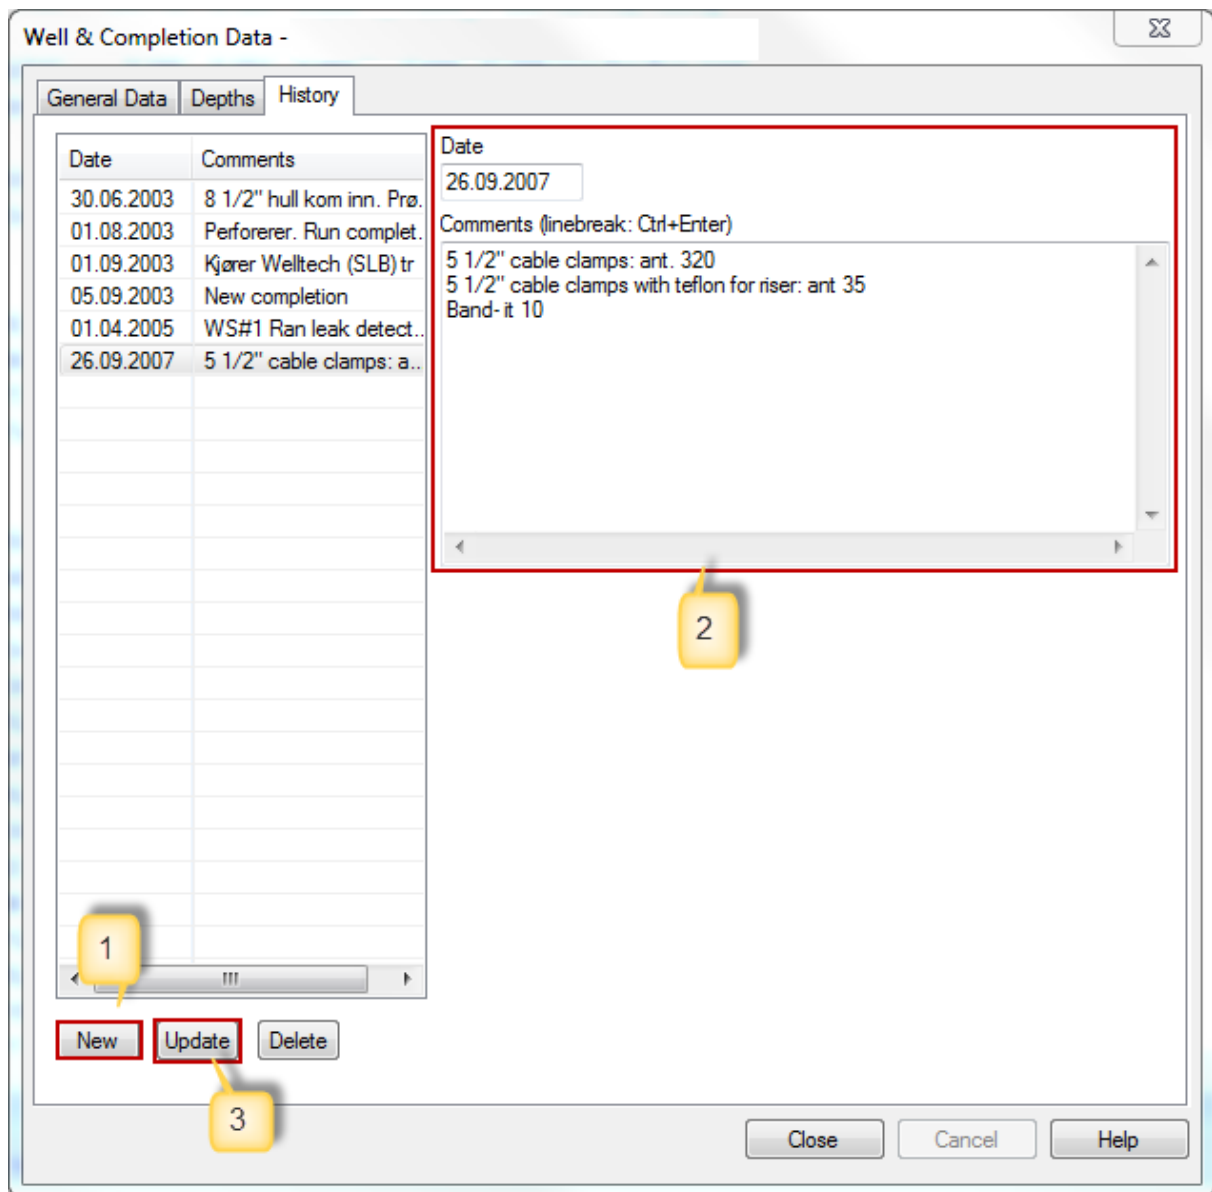 Well & Completion Data -
General Data Depths History
Date Comments
30.06.2003 8 1/2" hull kom inn. Prø.
01.08.2003 Perforerer. Run complet.
01.09.2003 Kjører Welltech (SLB) tr
05.09.2003 New completion
01.04.2005 WS#1 Ran leak detect..
26.09.2007 5 1/2" cable clamps: a..
Date
26.09.2007
Comments (linebreak: Ctrl+Enter)
5 1/2" cable clamps: ant. 320
5 1/2" cable clamps with teflon for riser: ant 35
Band- it 10
2
1
New Update Delete
3
Close Cancel Help